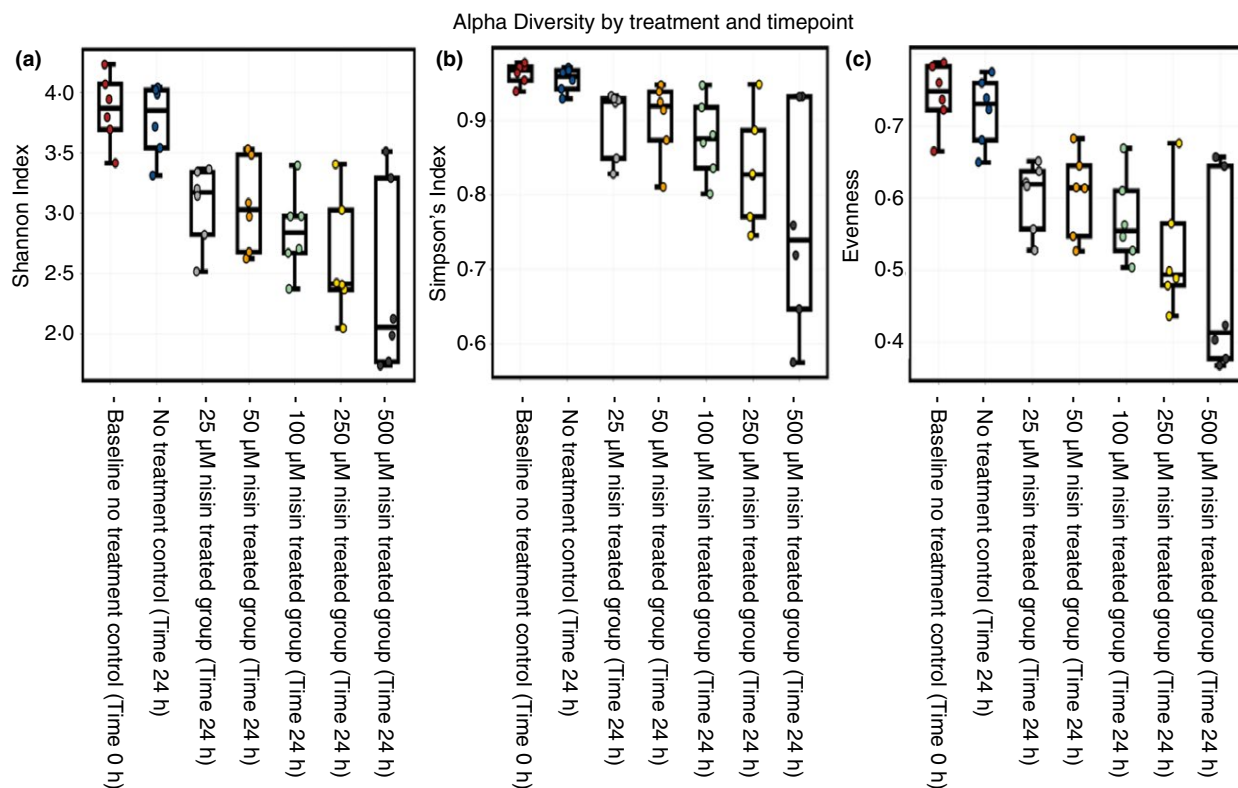 Alpha Diversity by treatment and timepoint
(a)
Shannon Index
4·0
3·5
3·0
2·5
2·0
- Baseline no treatment control (Time 0 h)
- No treatment control (Time 24 h)
- 25 µM nisin treated group (Time 24 h)
- 50 µM nisin treated group (Time 24 h)
- 100 µM nisin treated group (Time 24 h)
- 250 µM nisin treated group (Time 24 h)
- 500 µM nisin treated group (Time 24 h)
(b)
Simpson's Index
0·9
0·8
0·7
0·6
- Baseline no treatment control (Time 0 h)
- No treatment control (Time 24 h)
- 25 µM nisin treated group (Time 24 h)
- 50 µM nisin treated group (Time 24 h)
- 100 µM nisin treated group (Time 24 h)
- 250 µM nisin treated group (Time 24 h)
- 500 µM nisin treated group (Time 24 h)
(c)
Evenness
0·7
0·6
0·5
0·4
- Baseline no treatment control (Time 0 h)
- No treatment control (Time 24 h)
- 25 µM nisin treated group (Time 24 h)
- 50 µM nisin treated group (Time 24 h)
- 100 µM nisin treated group (Time 24 h)
- 250 µM nisin treated group (Time 24 h)
- 500 µM nisin treated group (Time 24 h)